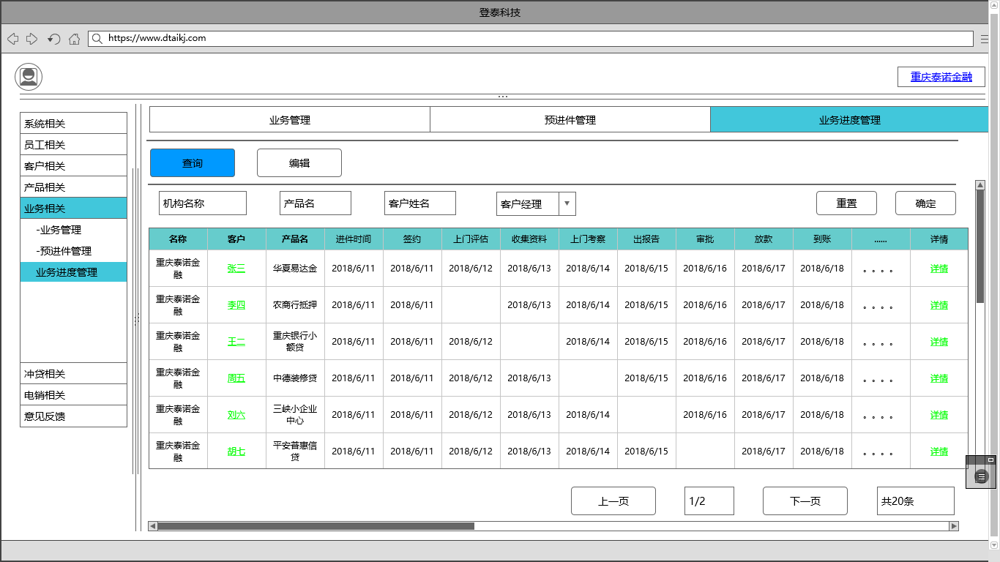 登泰科技
https://www.dtaikj.com
重庆泰诺金融
系统相关
员工相关
客户相关
产品相关
业务相关
-业务管理
-预进件管理
业务进度管理
冲贷相关
电销相关
意见反馈
业务管理 预进件管理 业务进度管理
查询 编辑
机构名称 产品名 客户姓名 客户经理 重置 确定
名称 客户 产品名 进件时间 签约 上门评估 收集资料 上门考察 出报告 审批 放款 到账 ...... 详情
重庆泰诺金融 张三 华夏易达金 2018/6/11 2018/6/11 2018/6/12 2018/6/13 2018/6/14 2018/6/15 2018/6/16 2018/6/17 2018/6/18 。。。。 详情
重庆泰诺金融 李四 农商行抵押 2018/6/11 2018/6/11 2018/6/13 2018/6/14 2018/6/15 2018/6/16 2018/6/17 2018/6/18 。。。。 详情
重庆泰诺金融 王二 重庆银行小额贷 2018/6/11 2018/6/11 2018/6/12 2018/6/14 2018/6/15 2018/6/16 2018/6/17 2018/6/18 。。。。 详情
重庆泰诺金融 周五 中德装修贷 2018/6/11 2018/6/11 2018/6/12 2018/6/13 2018/6/15 2018/6/16 2018/6/17 2018/6/18 。。。。 详情
重庆泰诺金融 刘六 三峡小企业中心 2018/6/11 2018/6/11 2018/6/12 2018/6/13 2018/6/14 2018/6/16 2018/6/17 2018/6/18 。。。。 详情
重庆泰诺金融 胡七 平安普惠信贷 2018/6/11 2018/6/11 2018/6/12 2018/6/13 2018/6/14 2018/6/15 2018/6/17 2018/6/18 。。。。 详情
上一页 1/2 下一页 共20条